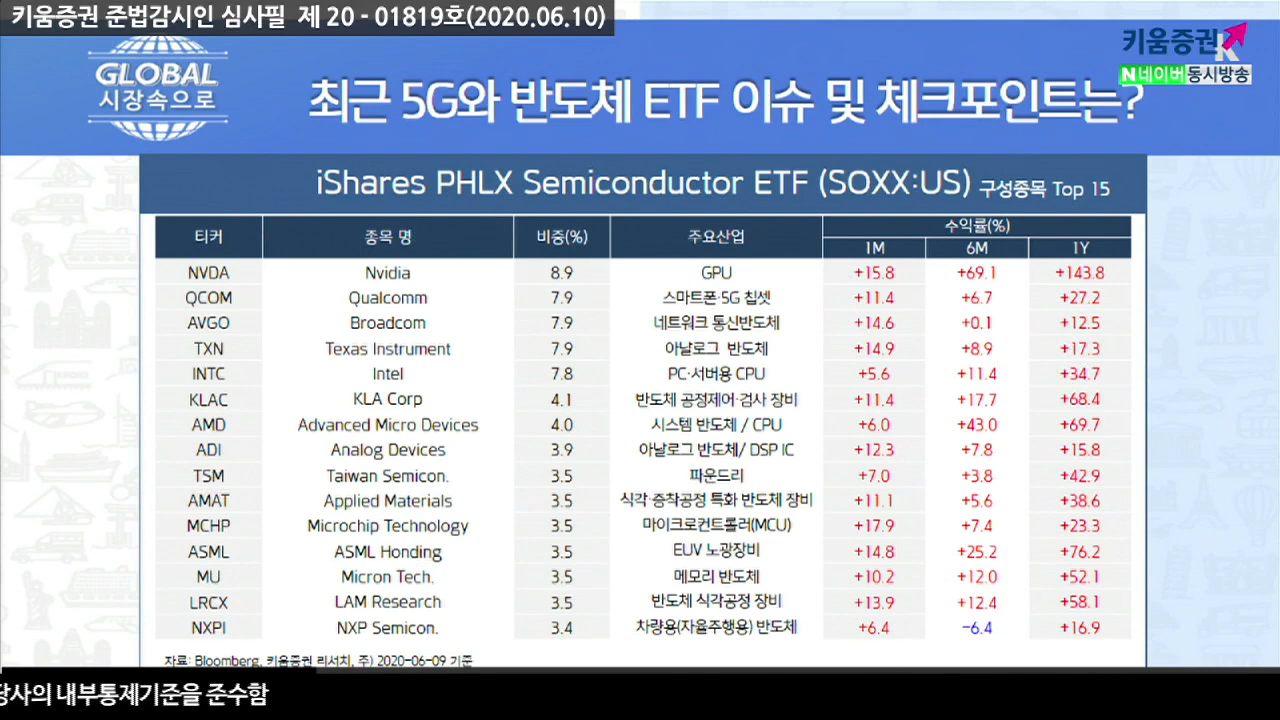 키움증권 준법감시인 심사필 제 20 - 01819호(2020.06.10)
키움증권
N네이버 동시방송
GLOBAL
시장속으로
최근 5G와 반도체 ETF 이슈 및 체크포인트는?
iShares PHLX Semiconductor ETF (SOXX:US) 구성종목 Top 15
티커 종목 명 비중(%) 주요산업 수익률(%)
1M 6M 1Y
NVDA Nvidia 8.9 GPU +15.8 +69.1 +143.8
QCOM Qualcomm 7.9 스마트폰·5G 칩셋 +11.4 +6.7 +27.2
AVGO Broadcom 7.9 네트워크 통신반도체 +14.6 +0.1 +12.5
TXN Texas Instrument 7.9 아날로그 반도체 +14.9 +8.9 +17.3
INTC Intel 7.8 PC·서버용 CPU +5.6 +11.4 +34.7
KLAC KLA Corp 4.1 반도체 공정제어·검사 장비 +11.4 +17.7 +68.4
AMD Advanced Micro Devices 4.0 시스템 반도체 / CPU +6.0 +43.0 +69.7
ADI Analog Devices 3.9 아날로그 반도체/ DSP IC +12.3 +7.8 +15.8
TSM Taiwan Semicon. 3.5 파운드리 +7.0 +3.8 +42.9
AMAT Applied Materials 3.5 식각·증착공정 특화 반도체 장비 +11.1 +5.6 +38.6
MCHP Microchip Technology 3.5 마이크로컨트롤러(MCU) +17.9 +7.4 +23.3
ASML ASML Honding 3.5 EUV 노광장비 +14.8 +25.2 +76.2
MU Micron Tech. 3.5 메모리 반도체 +10.2 +12.0 +52.1
LRCX LAM Research 3.5 반도체 식각공정 장비 +13.9 +12.4 +58.1
NXPI NXP Semicon. 3.4 차량용(자율주행용) 반도체 +6.4 -6.4 +16.9
자료: Bloomberg, 키움증권 리서치, 주) 2020-06-09 기준
당사의 내부통제기준을 준수함